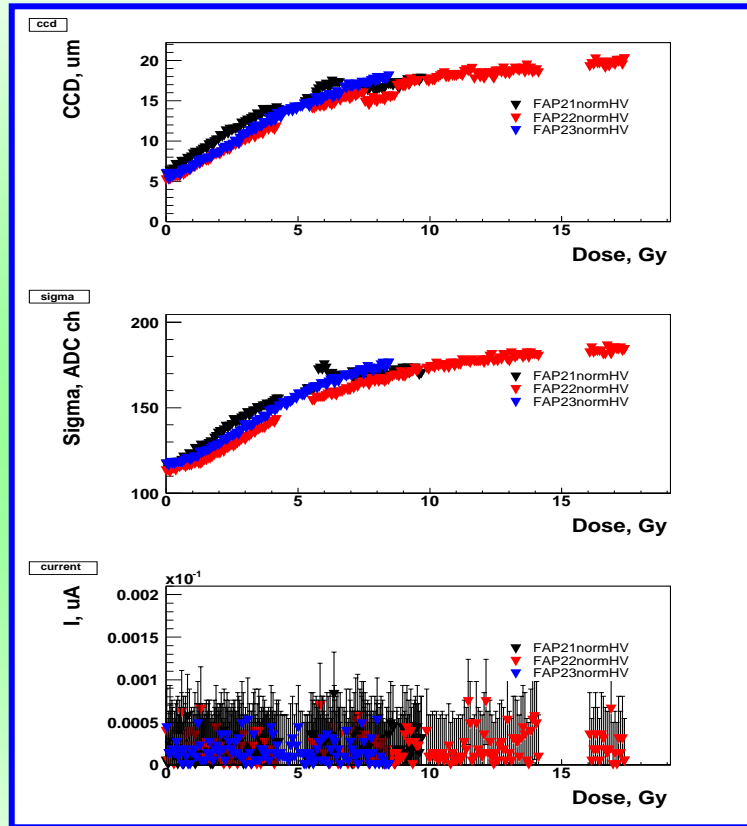 ccd
CCD, um
20
15
10
5
0
FAP21normHV
FAP22normHV
FAP23normHV
0 5 10 15
Dose, Gy
sigma
Sigma, ADC ch
200
150
100
FAP21normHV
FAP22normHV
FAP23normHV
0 5 10 15
Dose, Gy
current
I, uA
x10⁻¹
0.002
0.0015
0.001
0.0005
0
FAP21normHV
FAP22normHV
FAP23normHV
0 5 10 15
Dose, Gy